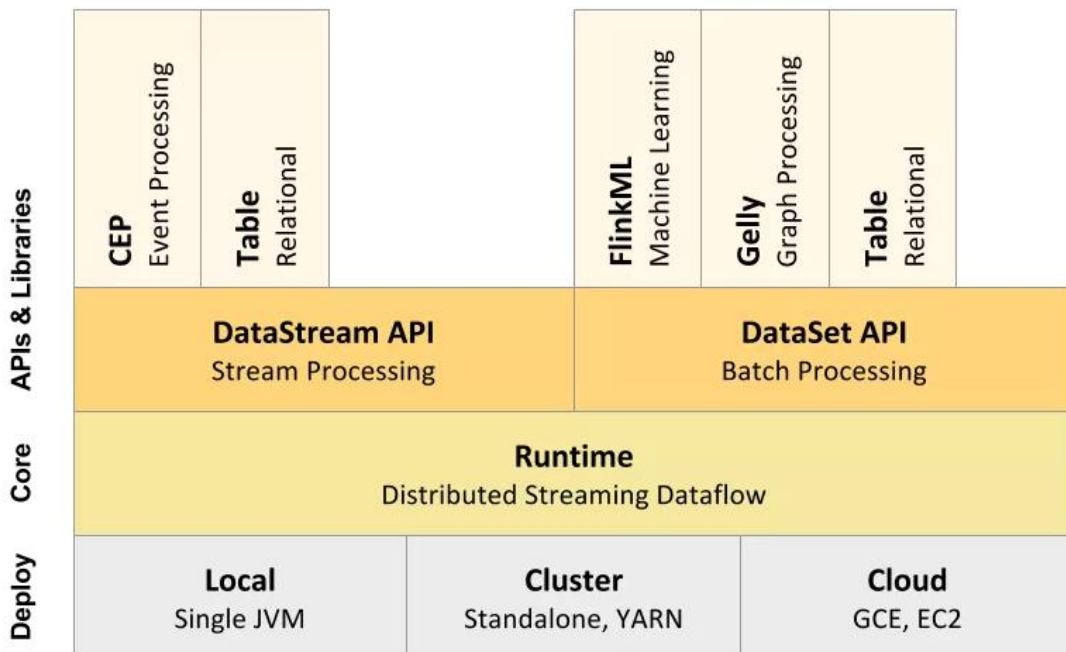 APIs & Libraries
CEP
Event Processing
Table
Relational
FlinkML
Machine Learning
Gelly
Graph Processing
Table
Relational
DataStream API
Stream Processing
DataSet API
Batch Processing
Core
Runtime
Distributed Streaming Dataflow
Deploy
Local
Single JVM
Cluster
Standalone, YARN
Cloud
GCE, EC2